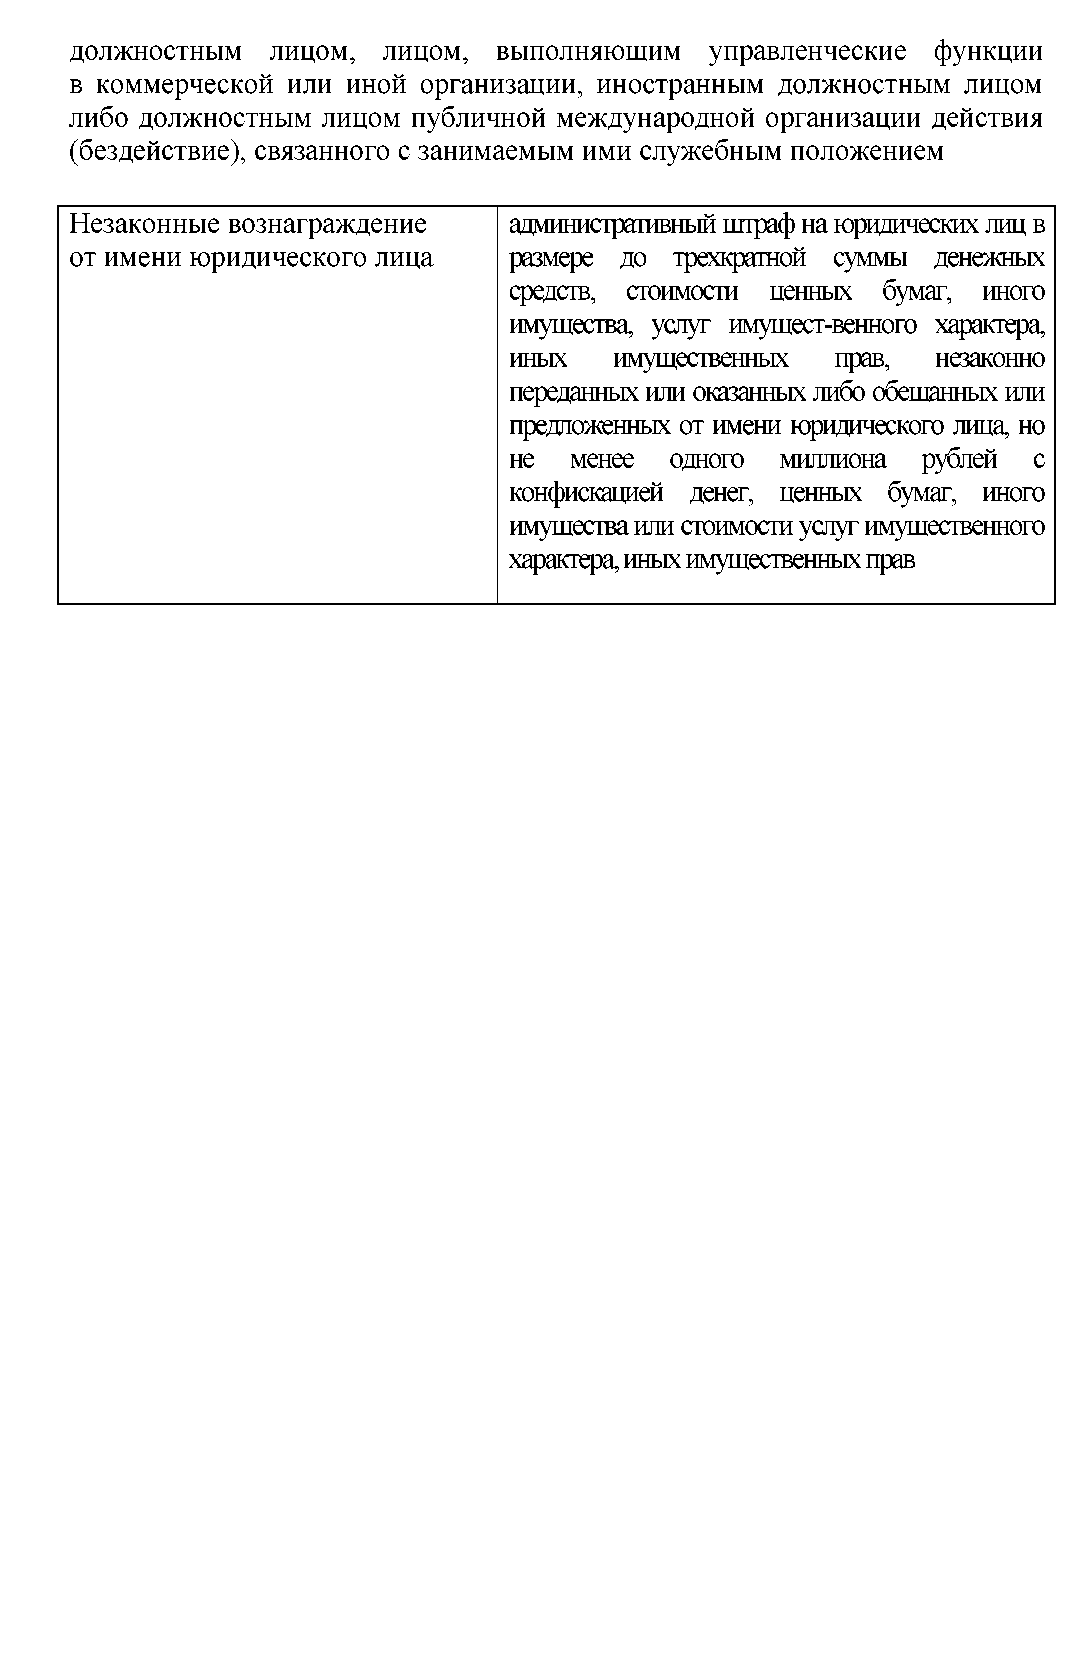 должностным лицом, лицом, выполняющим управленческие функции
в коммерческой или иной организации, иностранным должностным лицом
либо должностным лицом публичной международной организации действия
(бездействие), связанного с занимаемым ими служебным положением
Незаконные вознаграждение
от имени юридического лица
административный штраф на юридических лиц в
размере до трехкратной суммы денежных
средств, стоимости ценных бумаг, иного
имущества, услуг имущест-венного характера,
иных имущественных прав, незаконно
переданных или оказанных либо обещанных или
предложенных от имени юридического лица, но
не менее одного миллиона рублей с
конфискацией денег, ценных бумаг, иного
имущества или стоимости услуг имущественного
характера, иных имущественных прав